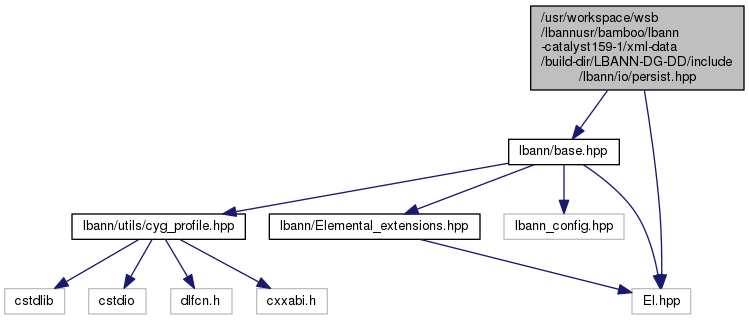 /usr/workspace/wsb
/lbannusr/bamboo/lbann
-catalyst159-1/xml-data
/build-dir/LBANN-DG-DD/include
/lbann/io/persist.hpp
lbann/base.hpp
lbann/utils/cyg_profile.hpp
lbann/Elemental_extensions.hpp
lbann_config.hpp
cstdlib
cstdio
dlfcn.h
cxxabi.h
El.hpp